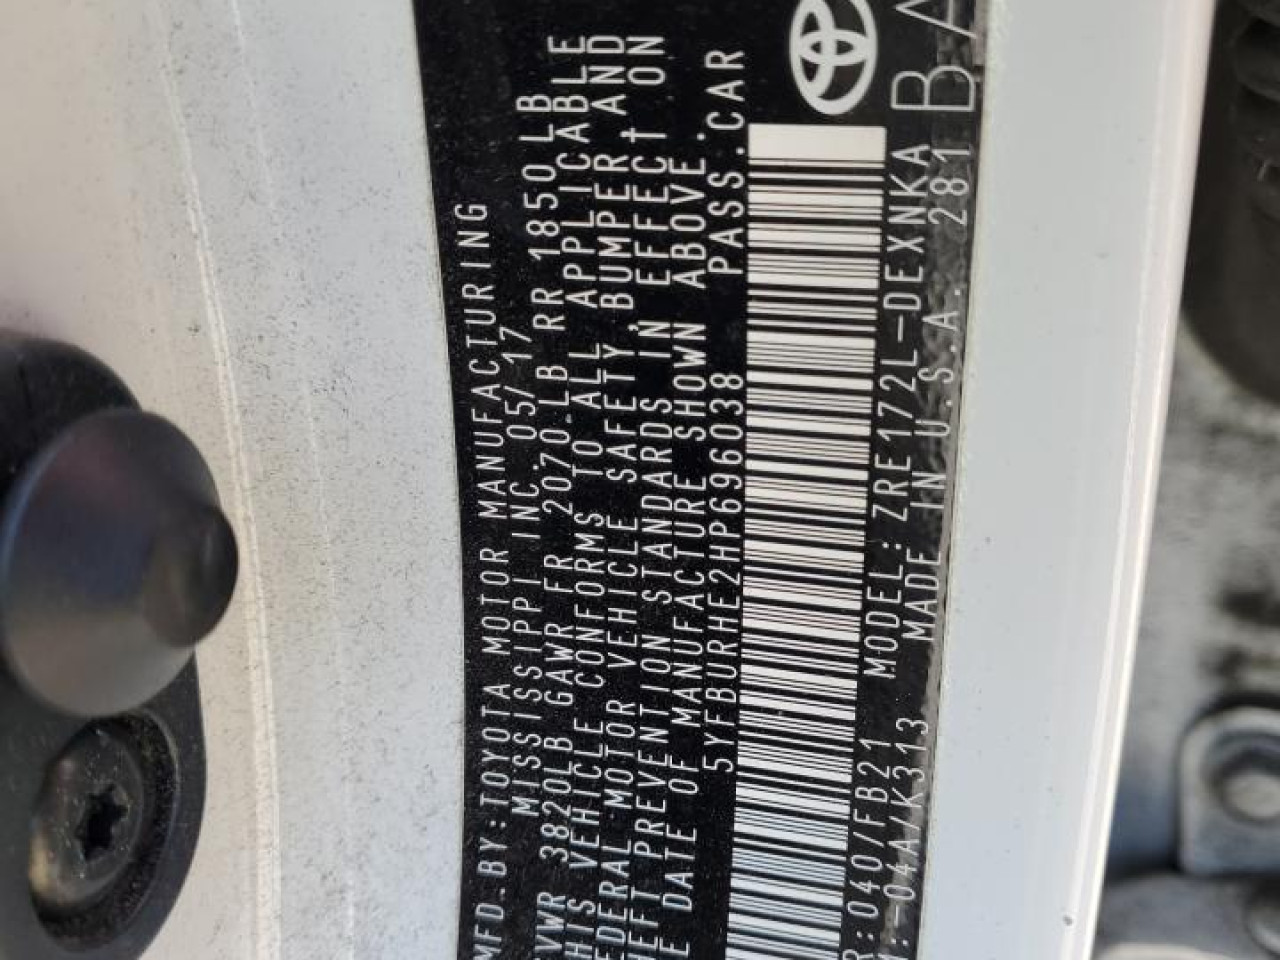 MFD.BY:TOYOTA MOTOR MANUFACTURING
MISSISSIPPI INC. 05/17
GVWR 3820LB GAWR FR 2070 LB RR 1850LB
THIS VEHICLE CONFORMS TO ALL APPLICABLE
FEDERAL MOTOR VEHICLE SAFETY, BUMPER AND
THEFT PREVENTION STANDARDS IN EFFECT ON
THE DATE OF MANUFACTURE SHOWN ABOVE.
5YFBURHE2HP696038 PASS.CAR
R:040/FB21 MODEL:ZRE172L-DEXNKA
:-04A/K313 MADE IN U.S.A. 281 BA